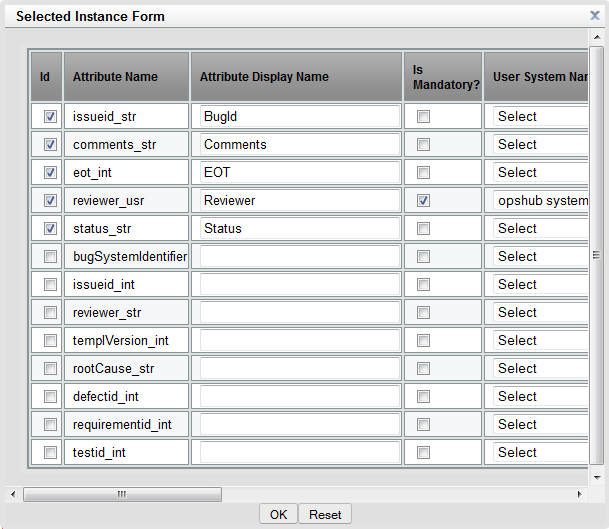 Selected Instance Form
Id Attribute Name Attribute Display Name Is Mandatory? User System Nar
issueid_str BugId Select
comments_str Comments Select
eot_int EOT Select
reviewer_usr Reviewer opshub system
status_str Status Select
bugSystemIdentifier Select
issueid_int Select
reviewer_str Select
templVersion_int Select
rootCause_str Select
defectid_int Select
requirementid_int Select
testid_int Select
OK Reset